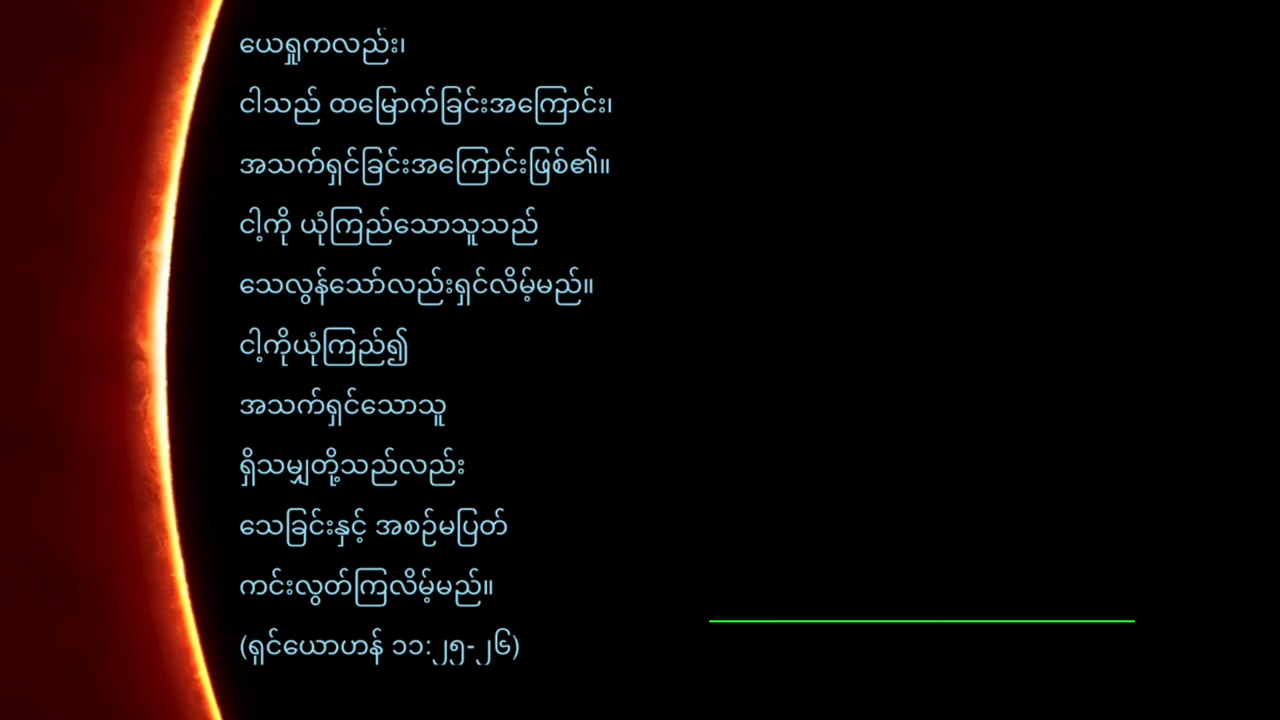 ယေရှုကလည်း၊
ငါသည် ထမြောက်ခြင်းအကြောင်း၊
အသက်ရှင်ခြင်းအကြောင်းဖြစ်၏။
ငါ့ကို ယုံကြည်သောသူသည်
သေလွန်သော်လည်းရှင်လိမ့်မည်။
ငါ့ကိုယုံကြည်၍
အသက်ရှင်သောသူ
ရှိသမျှတို့သည်လည်း
သေခြင်းနှင့် အစဉ်မပြတ်
ကင်းလွတ်ကြလိမ့်မည်။
(ရှင်ယောဟန် ၁၁:၂၅-၂၆)